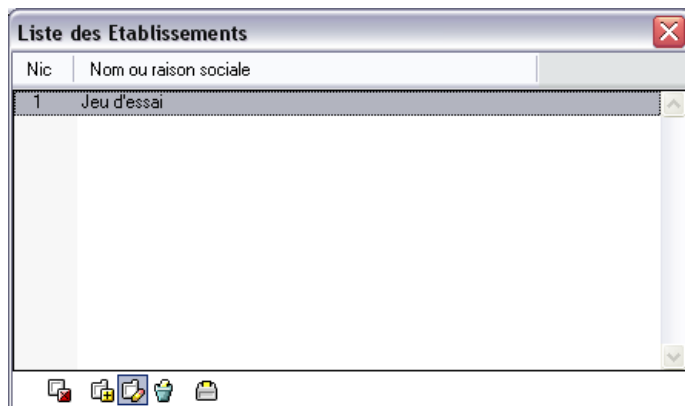 Liste des Etablissements
Nic Nom ou raison sociale
1 Jeu d'essai